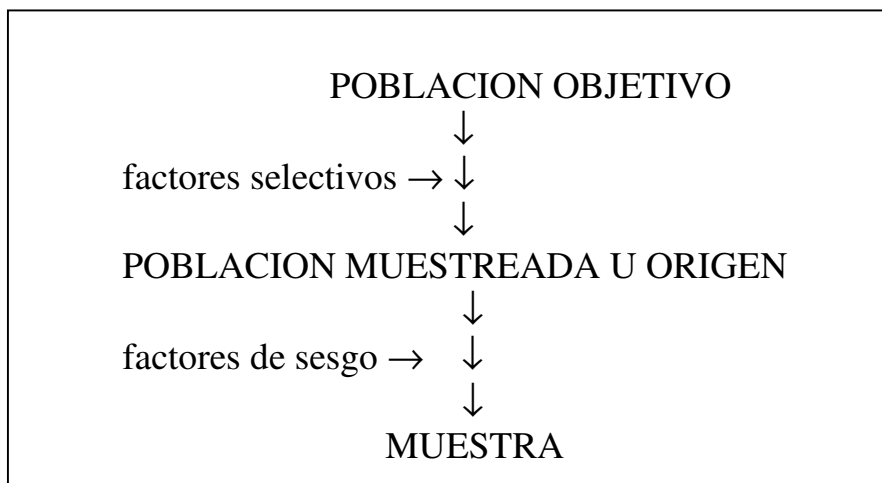 POBLACION OBJETIVO
↓
factores selectivos → ↓
↓
POBLACION MUESTREADA U ORIGEN
↓
factores de sesgo → ↓
↓
MUESTRA